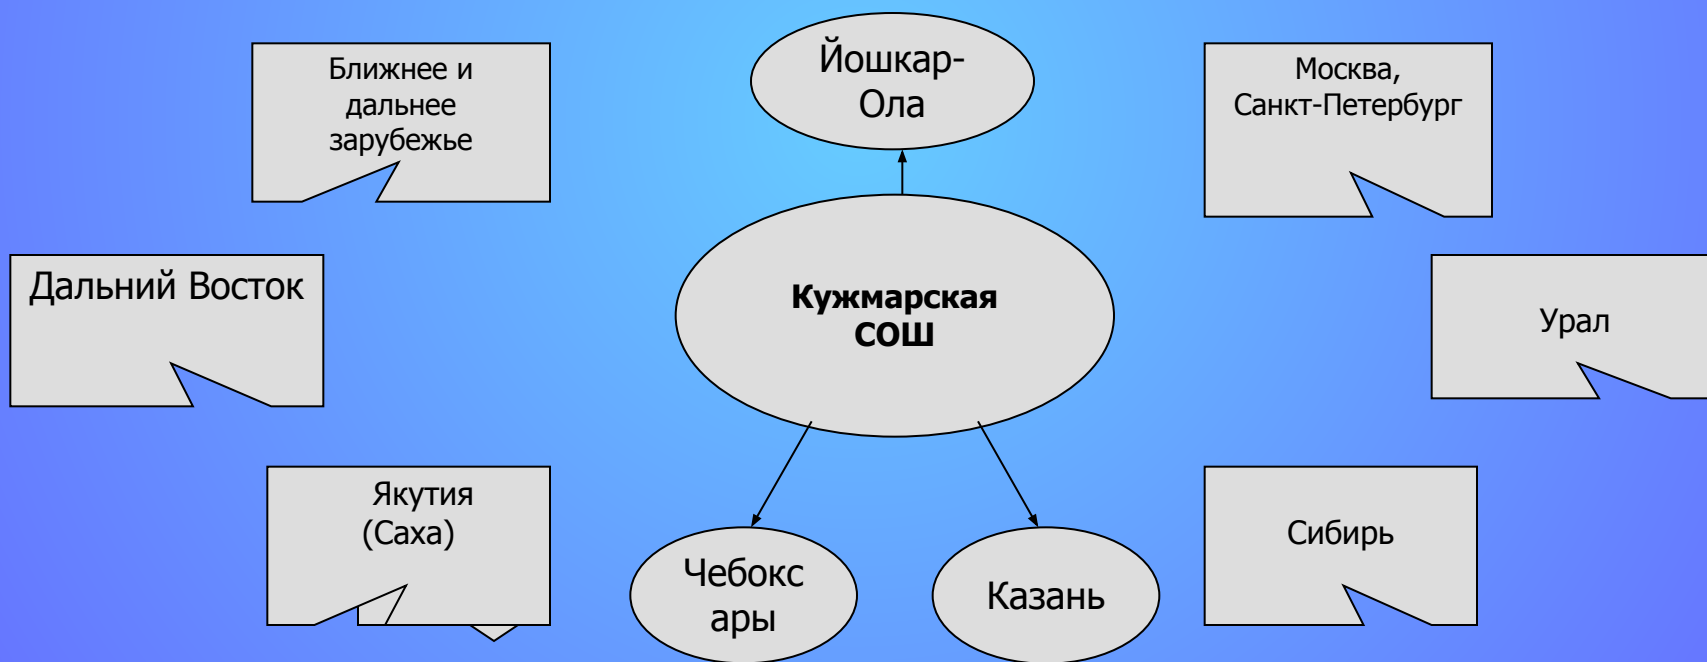 Ближнее и
дальнее
зарубежье
Йошкар-
Ола
Москва,
Санкт-Петербург
Дальний Восток
Кужмарская
СОШ
Урал
Якутия
(Саха)
Чебокс
ары
Казань
Сибирь